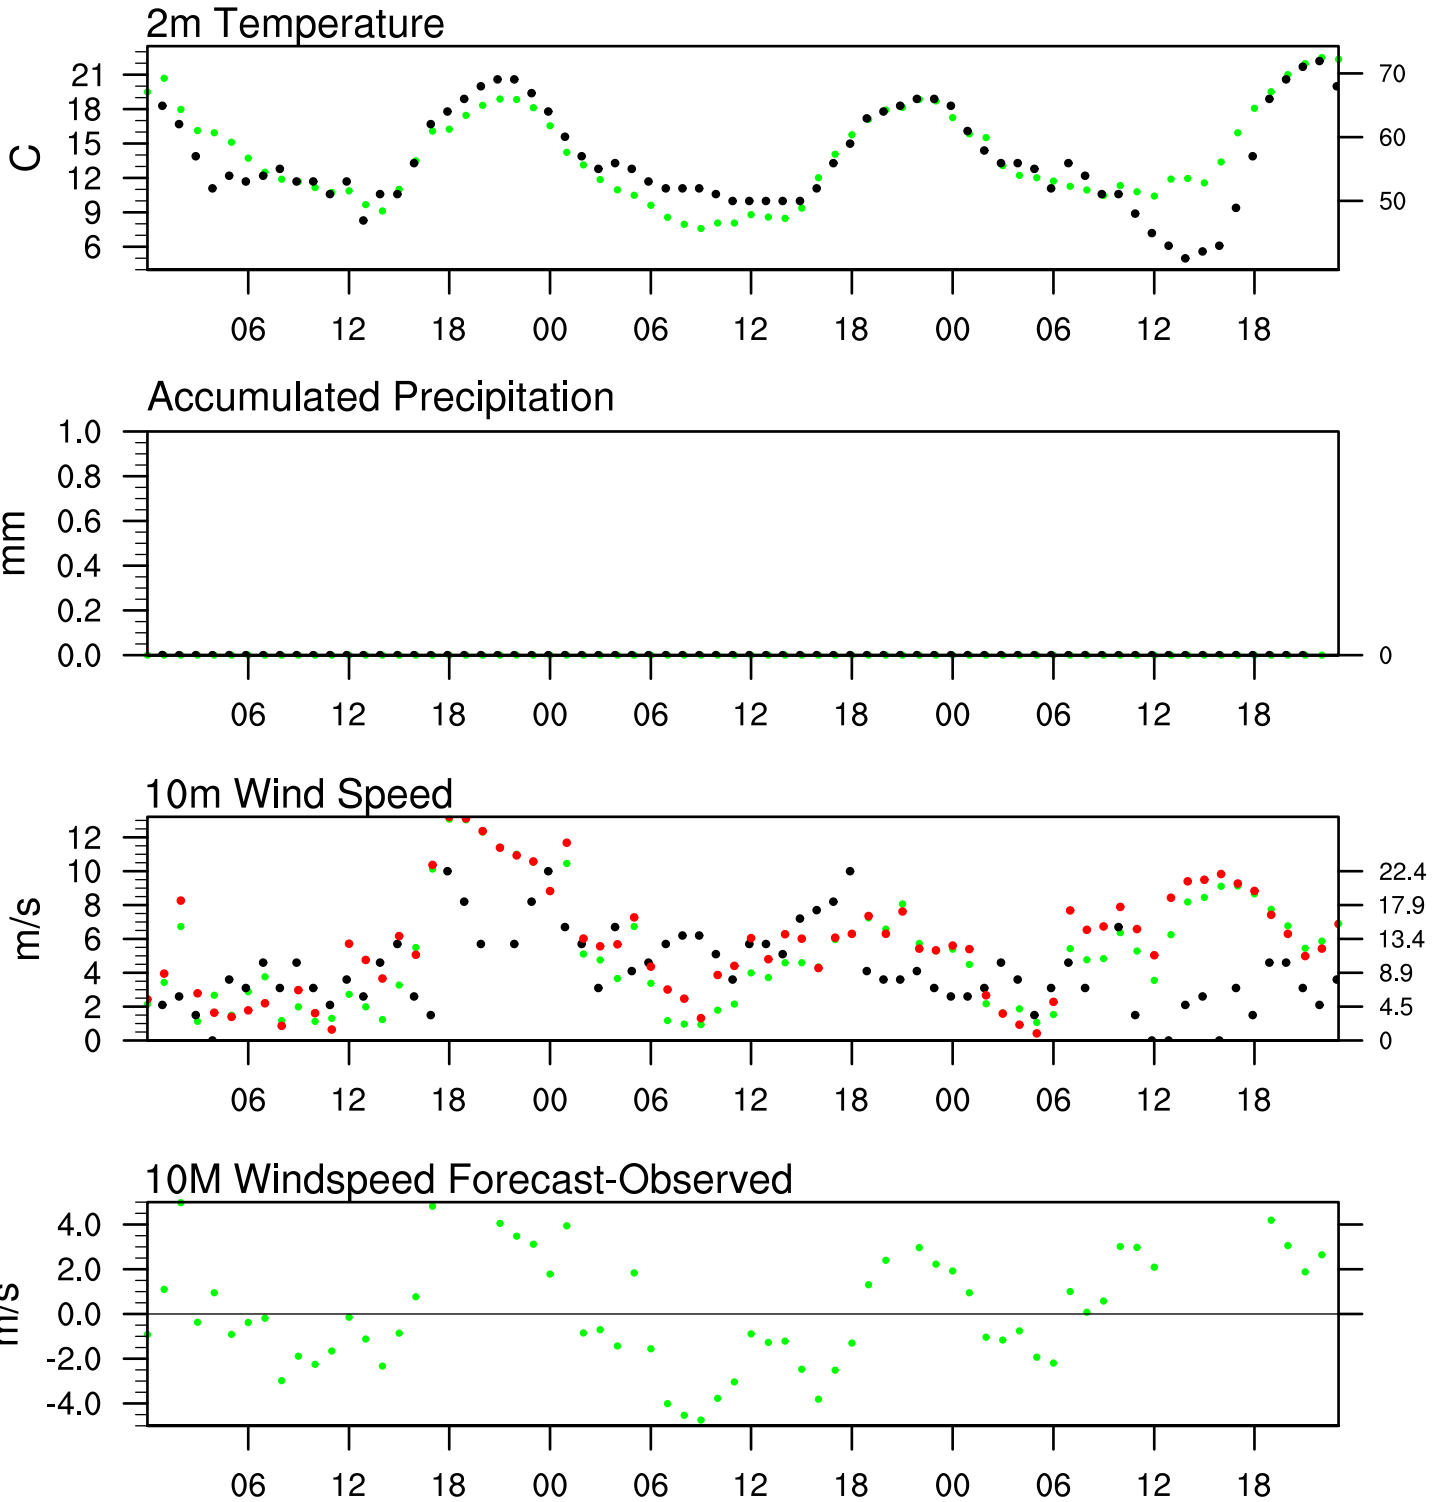 2m Temperature
C
21
18
15
12
9
6
70
60
50
06 12 18 00 06 12 18 00 06 12 18
Accumulated Precipitation
mm
1.0
0.8
0.6
0.4
0.2
0.0
0
06 12 18 00 06 12 18 00 06 12 18
10m Wind Speed
m/s
12
10
8
6
4
2
0
22.4
17.9
13.4
8.9
4.5
0
06 12 18 00 06 12 18 00 06 12 18
10M Windspeed Forecast-Observed
m/s
4.0
2.0
0.0
-2.0
-4.0
06 12 18 00 06 12 18 00 06 12 18